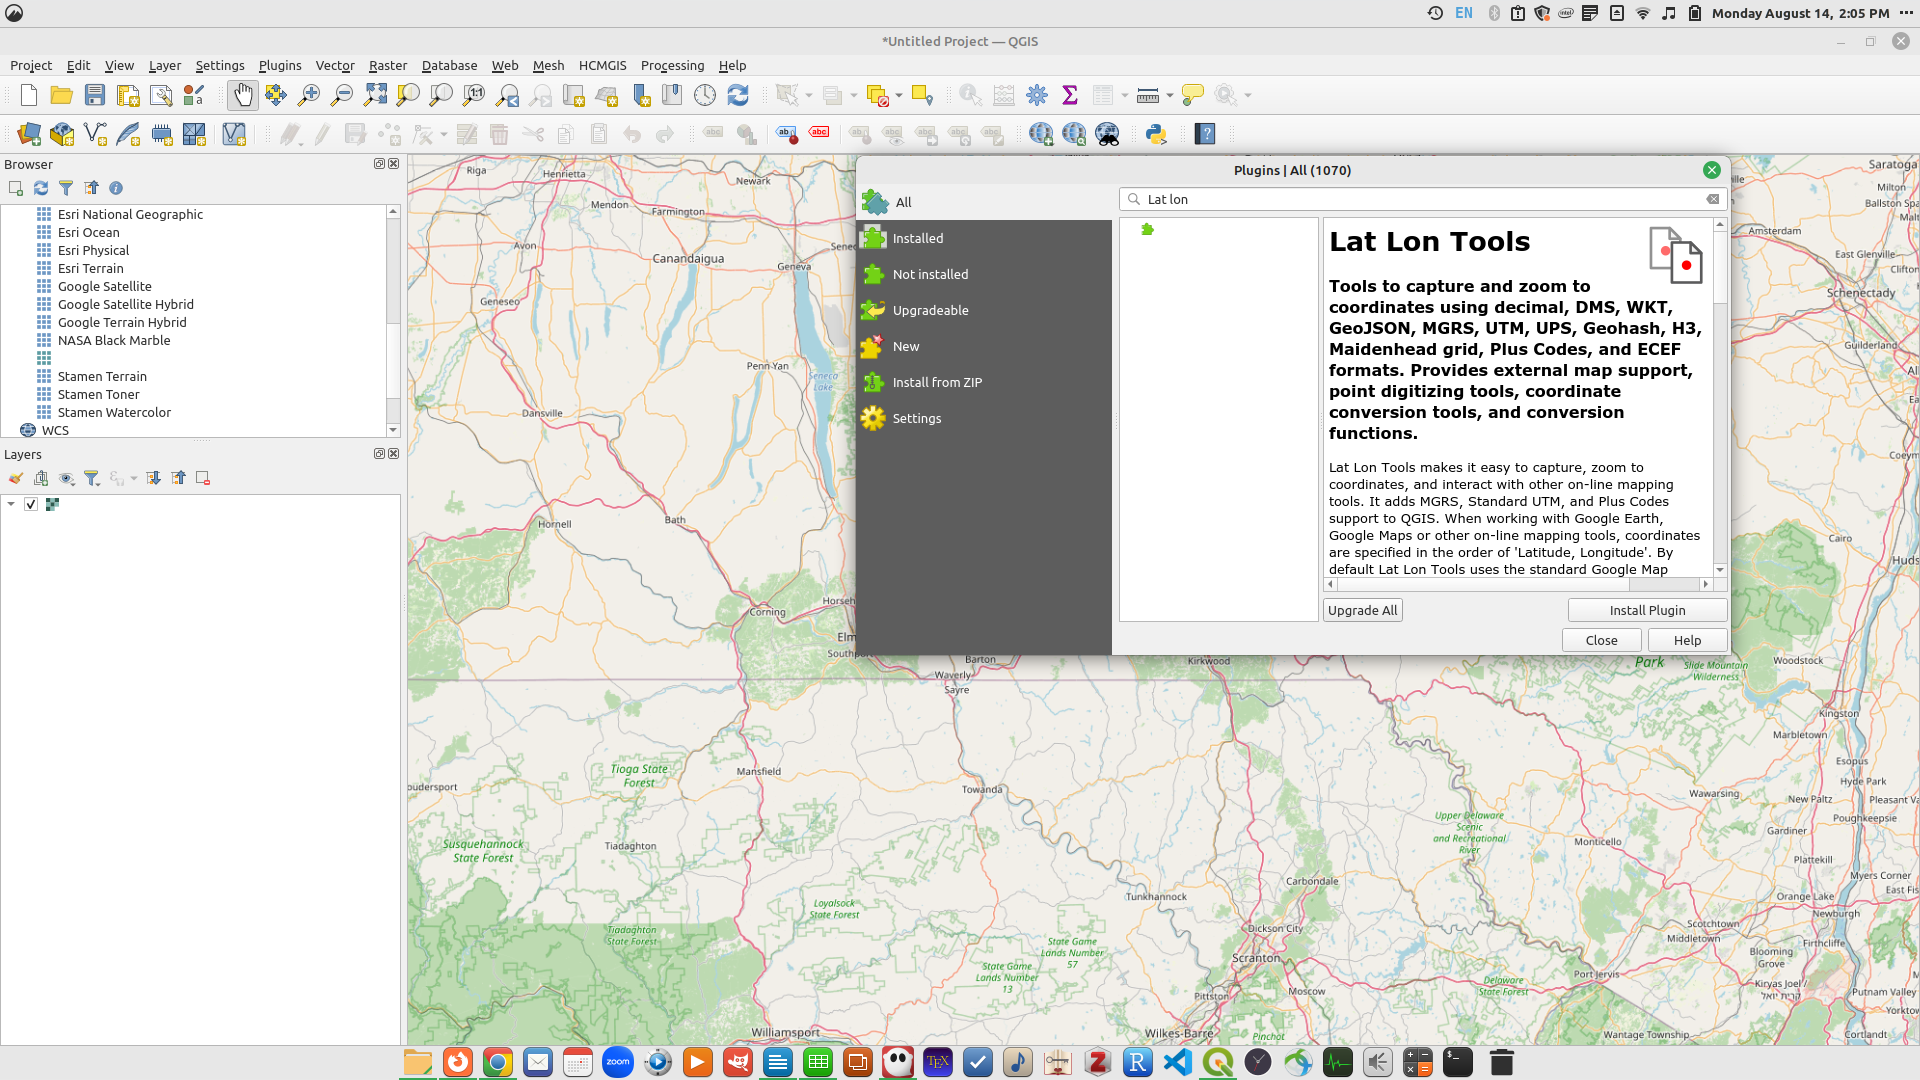 EN
Monday August 14, 2:05 PM
*Untitled Project — QGIS
Project Edit View Layer Settings Plugins Vector Raster Database Web Mesh HCMGIS Processing Help
Browser
Esri National Geographic
Esri Ocean
Esri Physical
Esri Terrain
Google Satellite
Google Satellite Hybrid
Google Terrain Hybrid
NASA Black Marble
Stamen Terrain
Stamen Toner
Stamen Watercolor
WCS
Layers
Plugins | All (1070)
All
Installed
Not installed
Upgradeable
New
Install from ZIP
Settings
Lat lon
Lat Lon Tools
Tools to capture and zoom to
coordinates using decimal, DMS, WKT,
GeoJSON, MGRS, UTM, UPS, Geohash, H3,
Maidenhead grid, Plus Codes, and ECEF
formats. Provides external map support,
point digitizing tools, coordinate
conversion tools, and conversion
functions.
Lat Lon Tools makes it easy to capture, zoom to
coordinates, and interact with other on-line mapping
tools. It adds MGRS, Standard UTM, and Plus Codes
support to QGIS. When working with Google Earth,
Google Maps or other on-line mapping tools, coordinates
are specified in the order of 'Latitude, Longitude'. By
default Lat Lon Tools uses the standard Google Map
Upgrade All
Install Plugin
Close
Help
Riga
Henrietta
Newark
Mendon
Farmington
Avon
Canandaigua
Geneva
Geneseo
Penn Yan
Seneca
Lake
Dansville
Hornell
Bath
Corning
Barton
Waverly
Sayre
Kirkwood
Saratoga
Milton
Ballston Spa
Amsterdam
East Glenville
Schenectady
Guilderland
Cairo
Park
Slide Mountain
Wilderness
Woodstock
Kingston
Marbletown
Esopus
Hyde Park
Wawarsing
New Paltz
Pleasant Va
Poughkeepsie
Gardiner
Monticello
Plattekill
Myers Corner
Orange Lake
East Fis
Newburgh
Scotchtown
Middletown
Blooming
Grove
Firthcliffe
Port Jervis
Kiryas Joel /
קרית יואל
Putnam Valley
Yorktow
Wantage Township
Cortlandt
Upper Delaware
Scenic
and Recreational
River
Tioga State
Forest
Mansfield
oudersport
Towanda
Susquehannock
State Forest
Tiadaghton
Loyalsock
State Forest
Tunkhannock
Carbondale
Tiadaghton
State Forest
State Game
Lands Number
57
State Game
Lands Number
13
Dickson City
Scranton
Moscow
Pittston
Delaware
State Forest
Williamsport
Wilkes-Barre
Pinchot
zoom
TEX